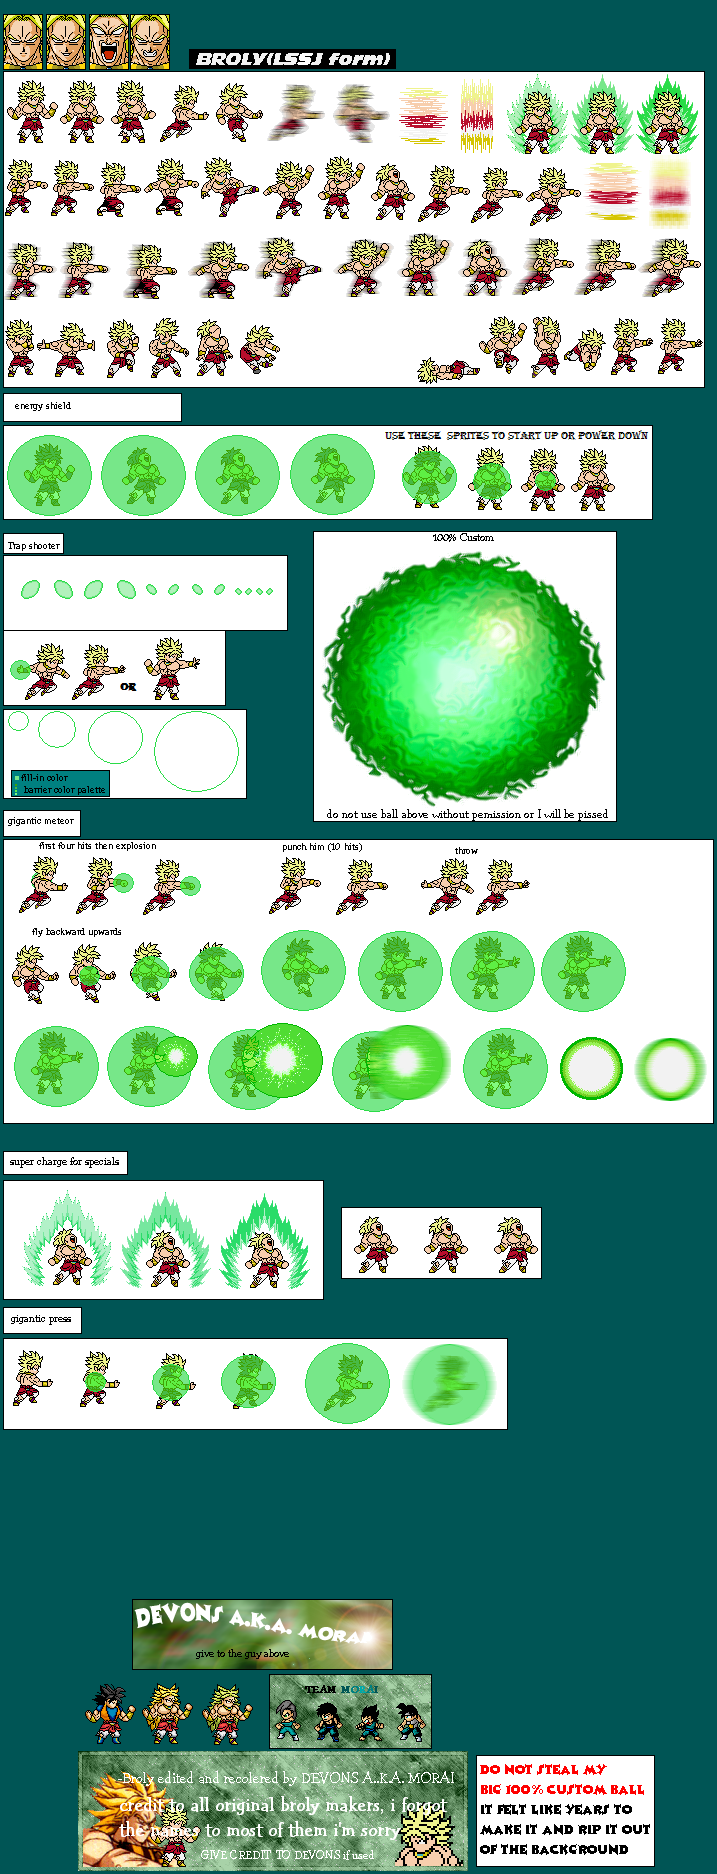 BROLY(LSSJ form)
energy shield
USE THESE SPRITES TO START UP OR POWER DOWN
Trap shooter
100% Custom
OR
fill-in color
barrier color palette
do not use ball above without pemission or I will be pissed
gigantic meteor
first four hits then explosion
punch him (10 hits)
throw
fly backward upwards
super charge for specials
gigantic press
DEVONS A.K.A. MORAI
give to the guy above
TEAM MORAI
-Broly edited and recolered by DEVONS A..K.A. MORAI
credit to all original broly makers, i forgot
the names to most of them i'm sorry
GIVE CREDIT TO DEVONS if used
DO NOT STEAL MY
BIG 100% CUSTOM BALL
IT FELT LIKE YEARS TO
MAKE IT AND RIP IT OUT
OF THE BACKGROUND